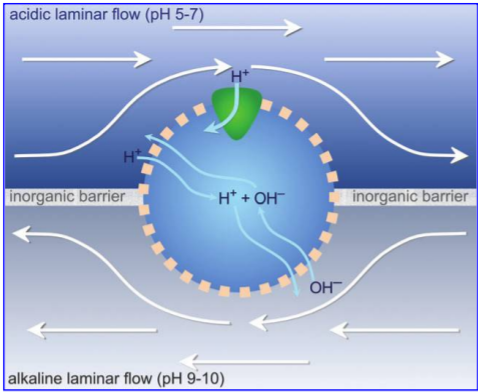 acidic laminar flow (pH 5-7)
H⁺
H⁺
inorganic barrier
H⁺ + OH⁻
inorganic barrier
OH⁻
alkaline laminar flow (pH 9-10)